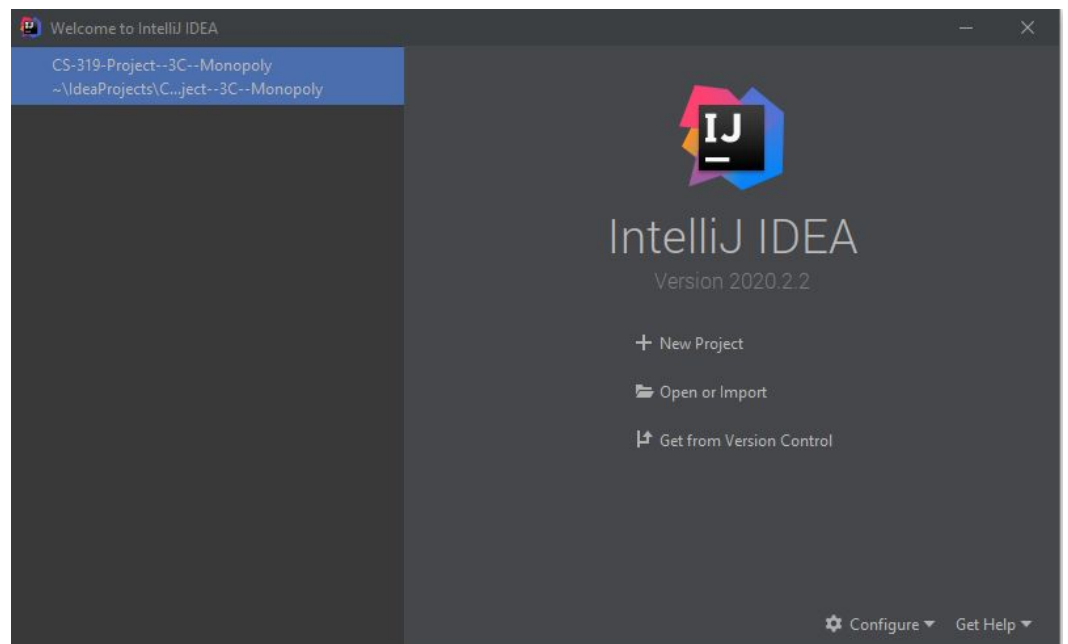 Welcome to IntelliJ IDEA
CS-319-Project--3C--Monopoly
~\IdeaProjects\C...ject--3C--Monopoly
IJ
IntelliJ IDEA
Version 2020.2.2
New Project
Open or Import
Get from Version Control
Configure
Get Help